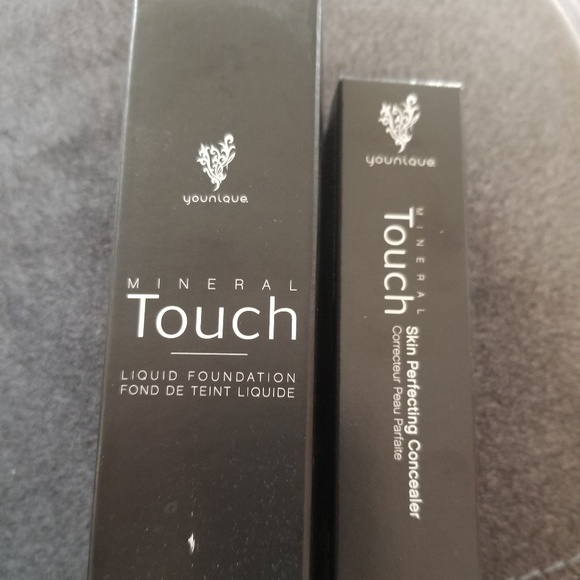 younique
MINERAL
Touch
LIQUID FOUNDATION
FOND DE TEINT LIQUIDE
younique
MINERAL
Touch
Skin Perfecting Concealer
Correcteur Peau Parfaite